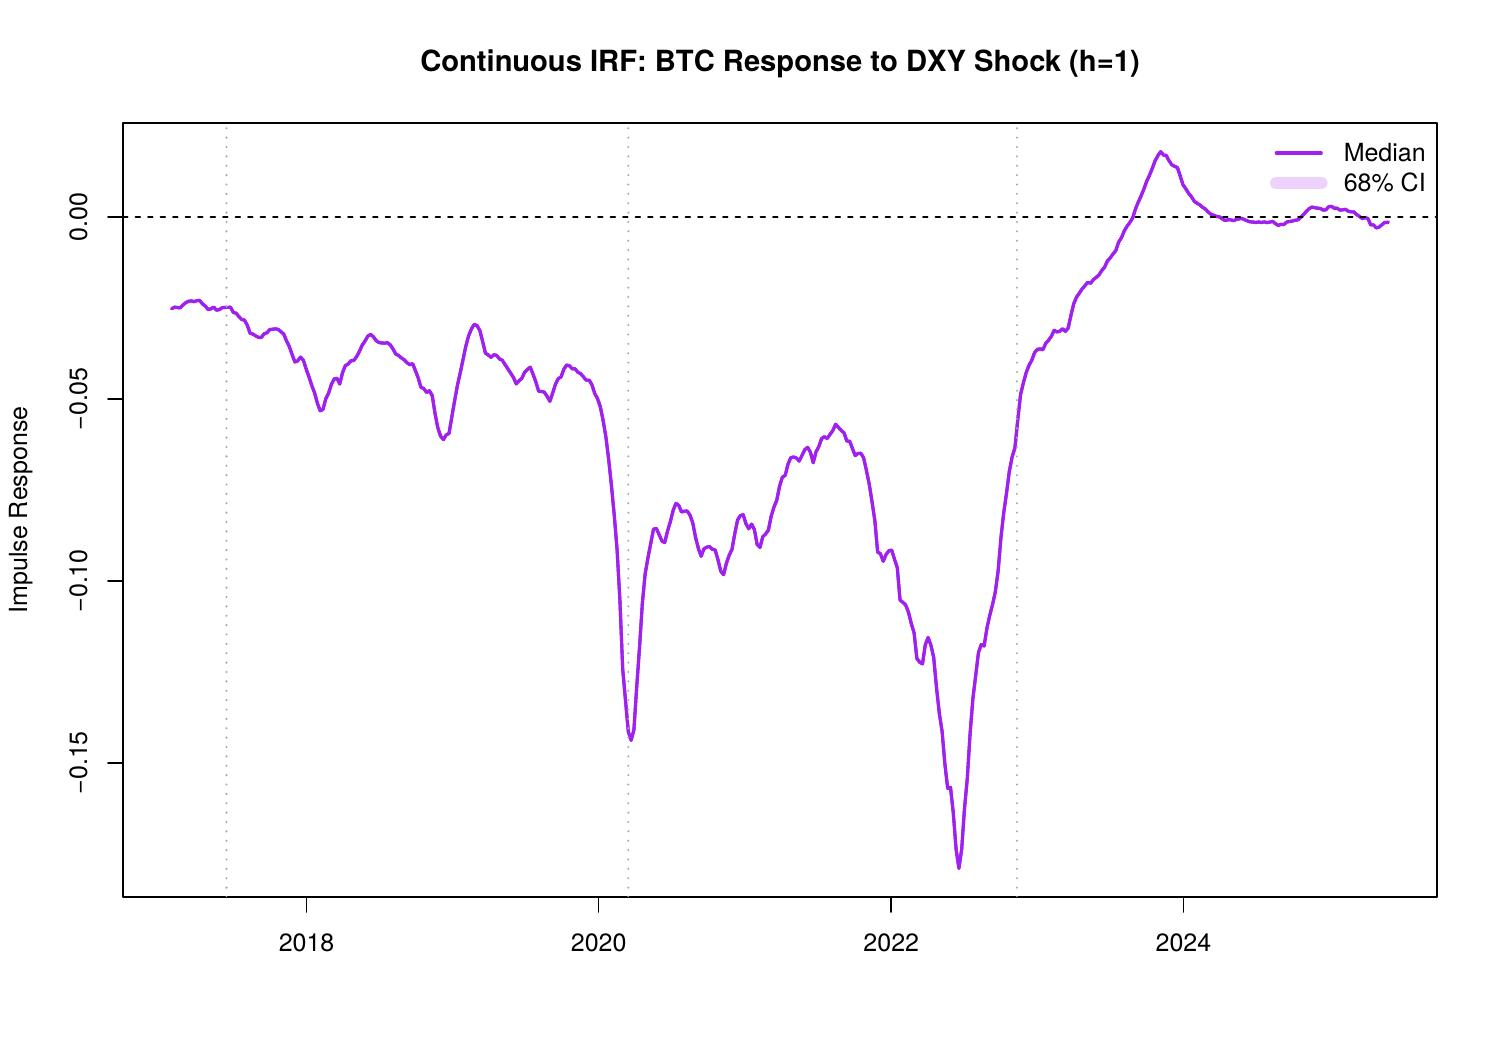 Continuous IRF: BTC Response to DXY Shock (h=1)
Median
68% CI
Impulse Response
0.00
−0.05
−0.10
−0.15
2018
2020
2022
2024